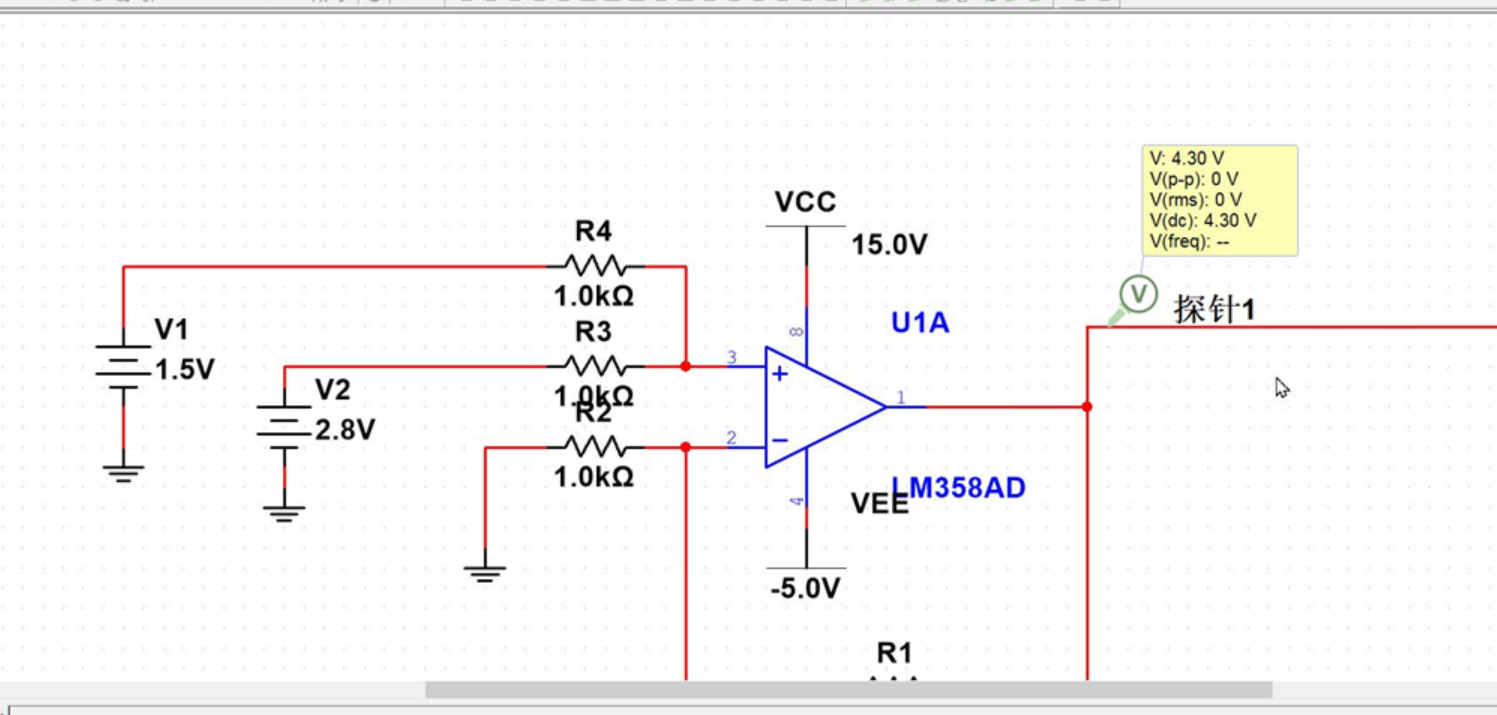 V: 4.30 V
V(p-p): 0 V
V(rms): 0 V
V(dc): 4.30 V
V(freq): --
VCC
15.0V
R4
1.0kΩ
探针1
V1
1.5V
R3
1.0kΩ
U1A
8
3
V2
2.8V
R2
1.0kΩ
2
1
4
LM358AD
VEE
-5.0V
R1